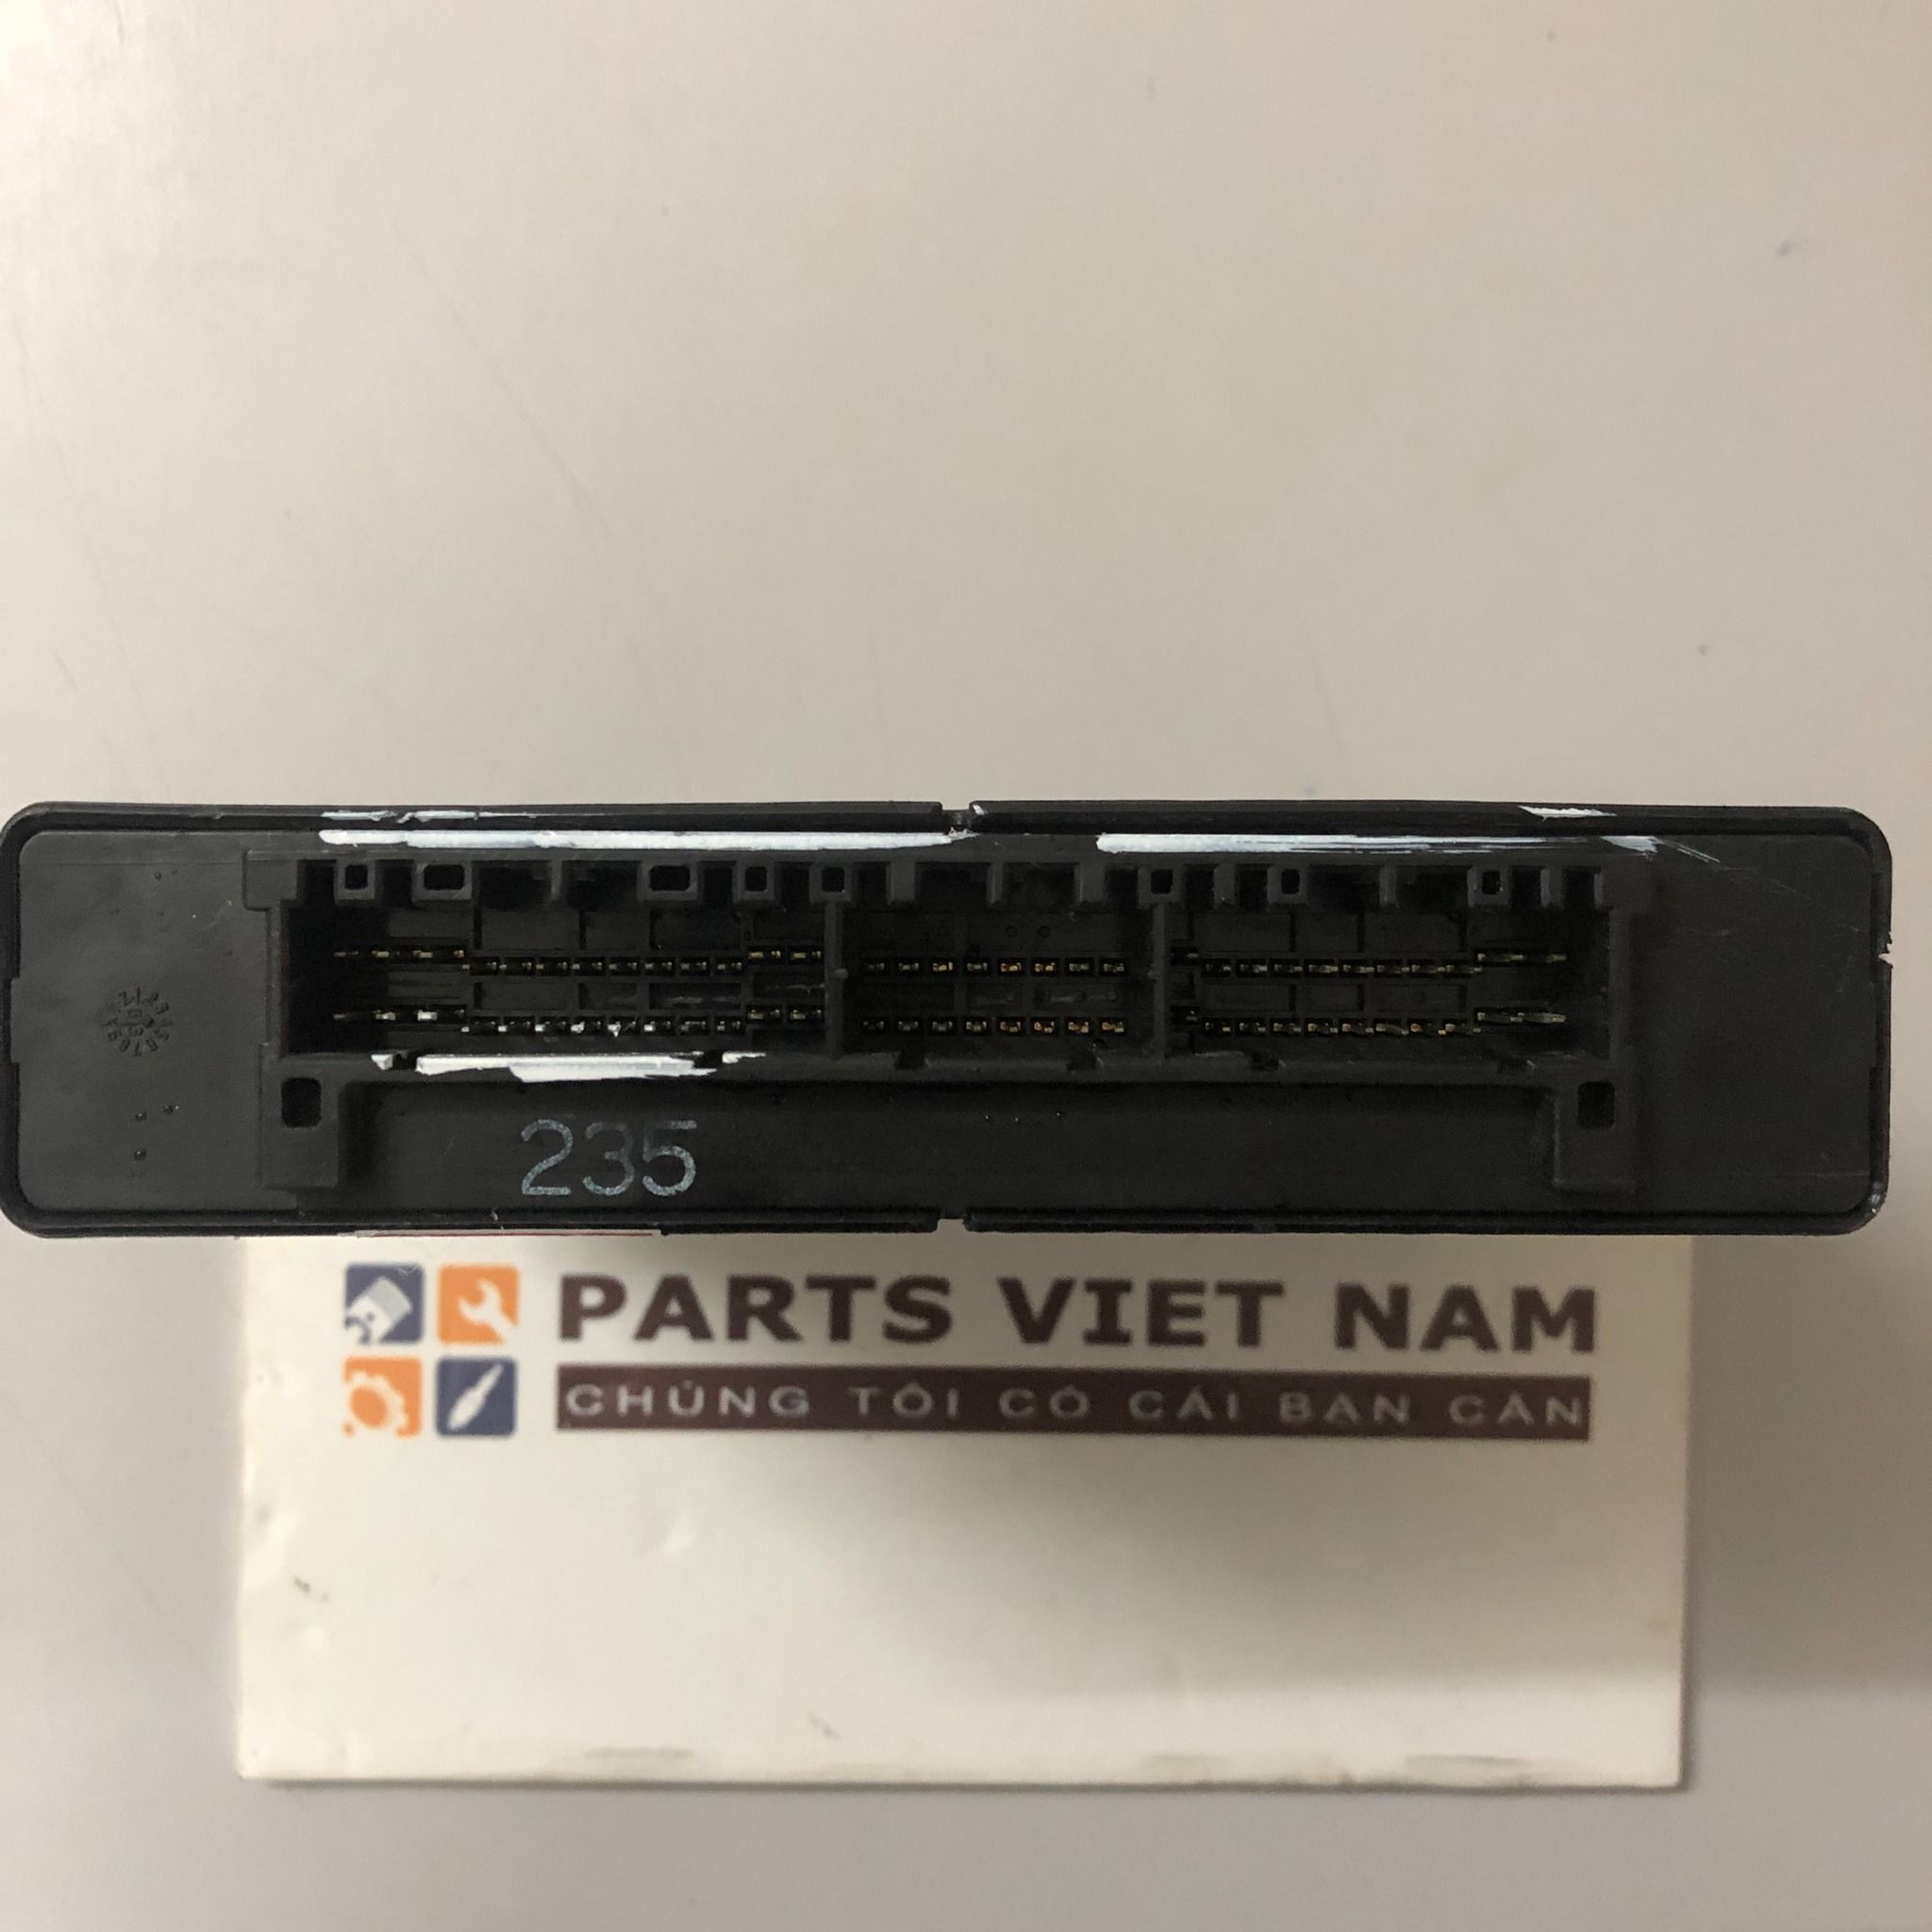 235
PARTS VIET NAM
CHÚNG TÔI CÓ CÁI BẠN CẦN